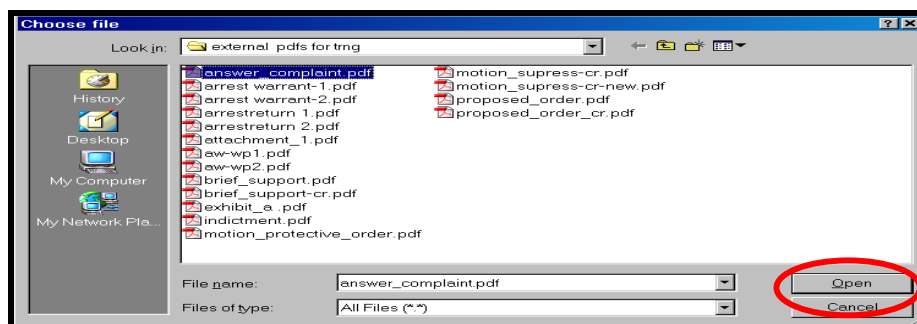 Choose file
Look in: external pdfs for trng
History
Desktop
My Computer
My Network Pla...
answer_complaint.pdf
arrest warrant-1.pdf
arrest warrant-2.pdf
arrestreturn 1.pdf
arrestreturn 2.pdf
attachment_1.pdf
aw-wp1.pdf
aw-wp2.pdf
brief_support.pdf
brief_support-cr.pdf
exhibit_a .pdf
indictment.pdf
motion_protective_order.pdf
motion_supress-cr.pdf
motion_supress-cr-new.pdf
proposed_order.pdf
proposed_order_cr.pdf
File name: answer_complaint.pdf Open
Files of type: All Files (*.*) Cancel